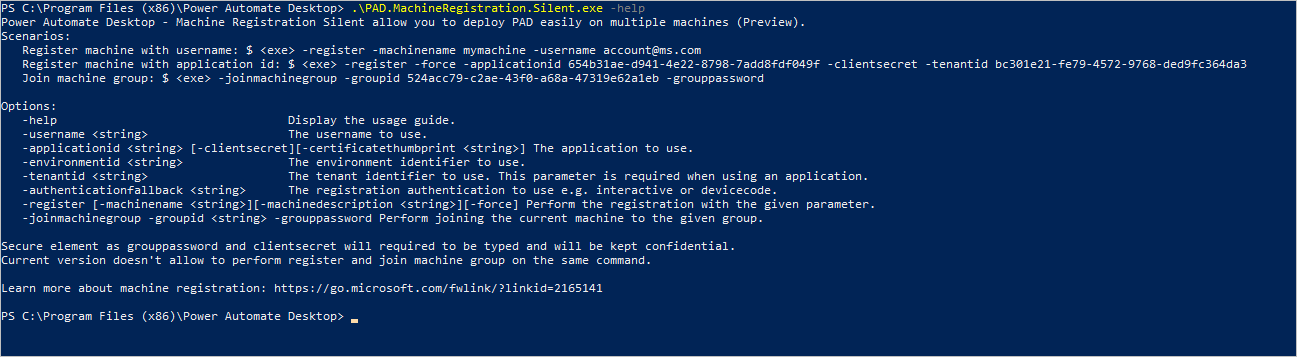 PS C:\Program Files (x86)\Power Automate Desktop> .\PAD.MachineRegistration.Silent.exe -help
Power Automate Desktop - Machine Registration Silent allow you to deploy PAD easily on multiple machines (Preview).
Scenarios:
   Register machine with username: $ <exe> -register -machinename mymachine -username account@ms.com
   Register machine with application id: $ <exe> -register -force -applicationid 654b31ae-d941-4e22-8798-7add8fdf049f -clientsecret -tenantid bc301e21-fe79-4572-9768-ded9fc364da3
   Join machine group: $ <exe> -joinmachinegroup -groupid 524acc79-c2ae-43f0-a68a-47319e62a1eb -grouppassword
Options:
   -help                                 Display the usage guide.
   -username <string>                    The username to use.
   -applicationid <string> [-clientsecret][-certificatethumbprint <string>] The application to use.
   -environmentid <string>               The environment identifier to use.
   -tenantid <string>                    The tenant identifier to use. This parameter is required when using an application.
   -authenticationfallback <string>      The registration authentication to use e.g. interactive or devicecode.
   -register [-machinename <string>][-machinedescription <string>][-force] Perform the registration with the given parameter.
   -joinmachinegroup -groupid <string> -grouppassword Perform joining the current machine to the given group.
Secure element as grouppassword and clientsecret will required to be typed and will be kept confidential.
Current version doesn't allow to perform register and join machine group on the same command.
Learn more about machine registration: https://go.microsoft.com/fwlink/?linkid=2165141
PS C:\Program Files (x86)\Power Automate Desktop>